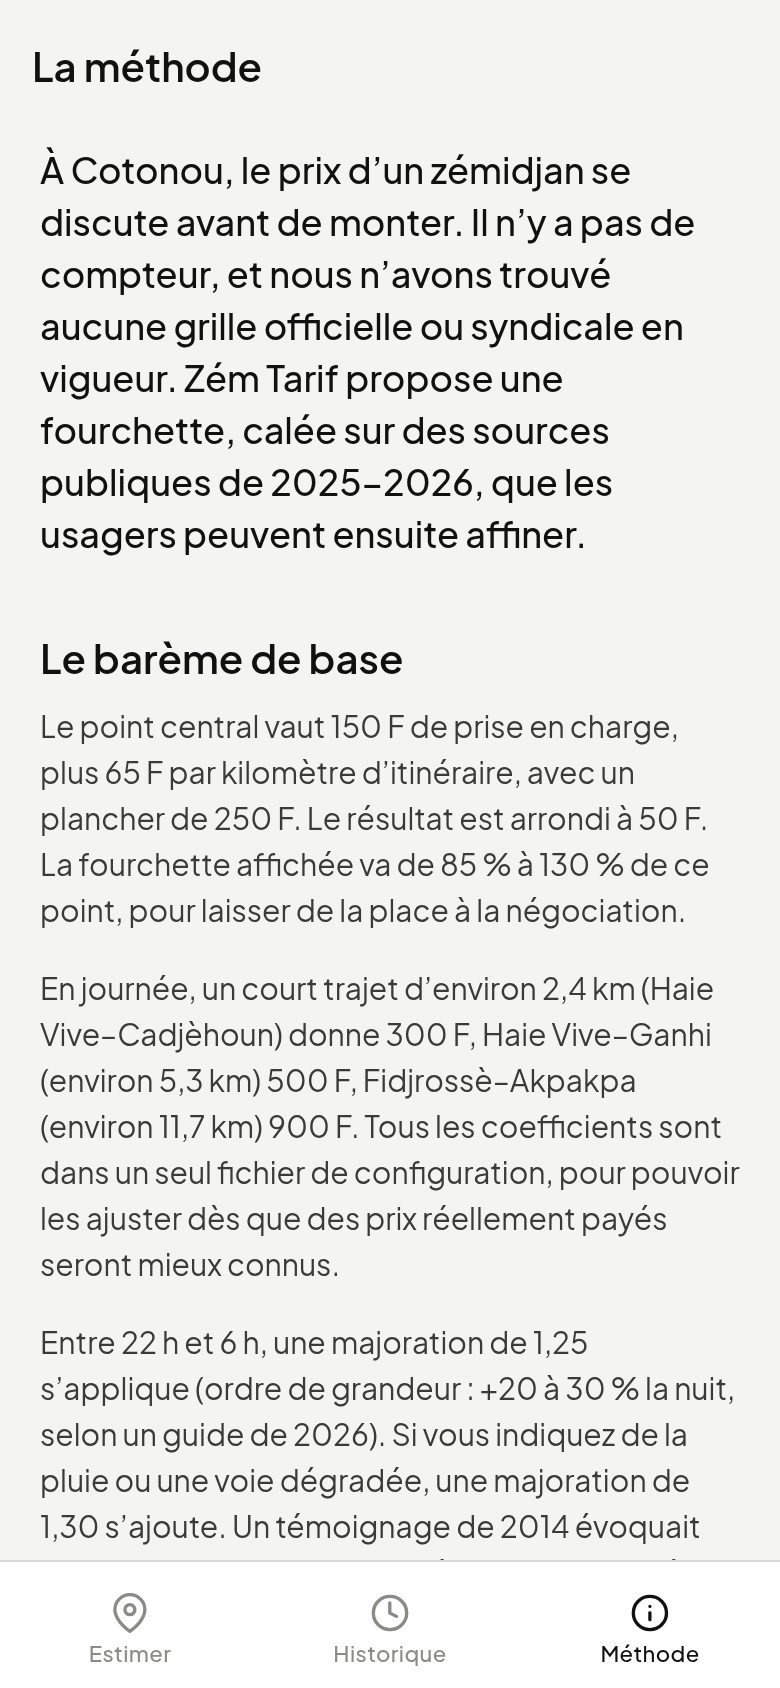 La méthode
À Cotonou, le prix d’un zémidjan se
discute avant de monter. Il n’y a pas de
compteur, et nous n’avons trouvé
aucune grille officielle ou syndicale en
vigueur. Zém Tarif propose une
fourchette, calée sur des sources
publiques de 2025–2026, que les
usagers peuvent ensuite affiner.
Le barème de base
Le point central vaut 150 F de prise en charge,
plus 65 F par kilomètre d’itinéraire, avec un
plancher de 250 F. Le résultat est arrondi à 50 F.
La fourchette affichée va de 85 % à 130 % de ce
point, pour laisser de la place à la négociation.
En journée, un court trajet d’environ 2,4 km (Haie
Vive–Cadjèhoun) donne 300 F, Haie Vive–Ganhi
(environ 5,3 km) 500 F, Fidjrossè–Akpakpa
(environ 11,7 km) 900 F. Tous les coefficients sont
dans un seul fichier de configuration, pour pouvoir
les ajuster dès que des prix réellement payés
seront mieux connus.
Entre 22 h et 6 h, une majoration de 1,25
s’applique (ordre de grandeur : +20 à 30 % la nuit,
selon un guide de 2026). Si vous indiquez de la
pluie ou une voie dégradée, une majoration de
1,30 s’ajoute. Un témoignage de 2014 évoquait
Estimer
Historique
Méthode